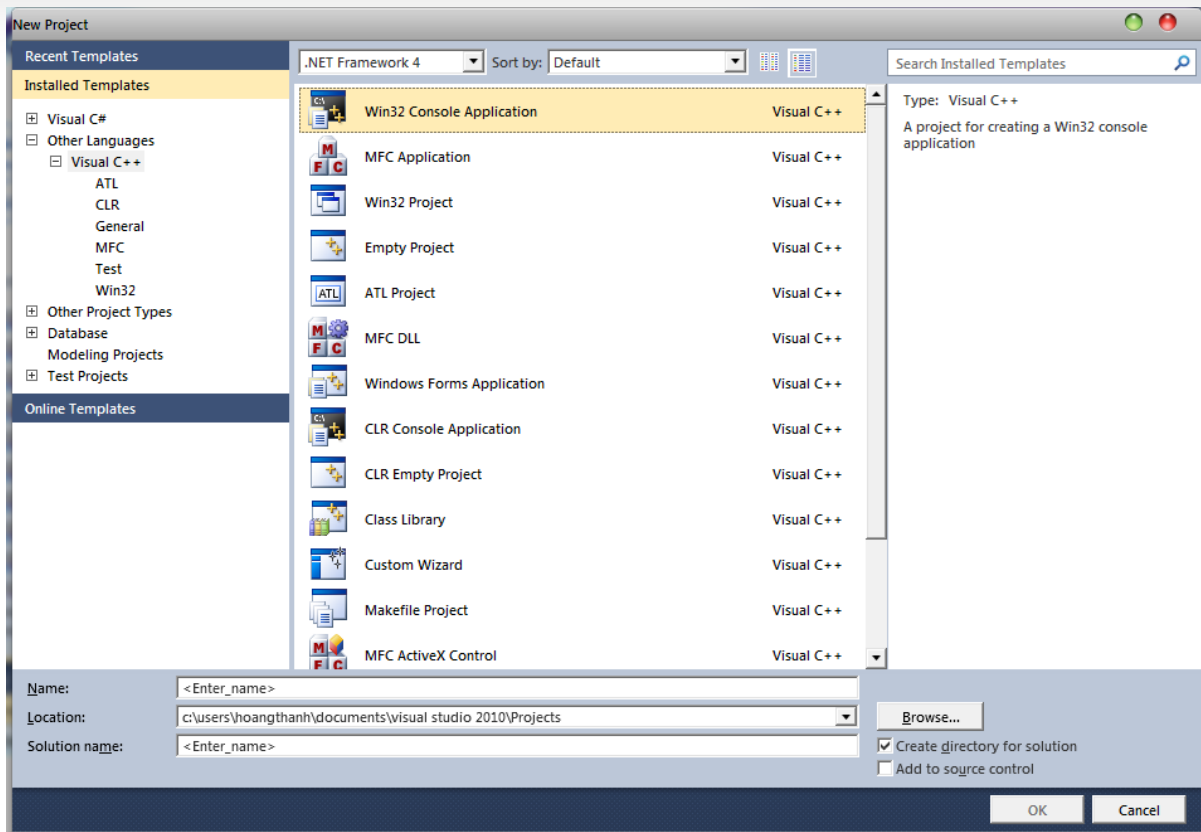 New Project
Recent Templates
Installed Templates
Visual C#
Other Languages
Visual C++
ATL
CLR
General
MFC
Test
Win32
Other Project Types
Database
Modeling Projects
Test Projects
Online Templates
.NET Framework 4 Sort by: Default
Win32 Console Application Visual C++
MFC Application Visual C++
Win32 Project Visual C++
Empty Project Visual C++
ATL ATL Project Visual C++
MFC DLL Visual C++
Windows Forms Application Visual C++
CLR Console Application Visual C++
CLR Empty Project Visual C++
Class Library Visual C++
Custom Wizard Visual C++
Makefile Project Visual C++
MFC ActiveX Control Visual C++
Search Installed Templates
Type: Visual C++
A project for creating a Win32 console
application
Name: <Enter_name>
Location: c:\users\hoangthanh\documents\visual studio 2010\Projects Browse...
Solution name: <Enter_name> Create directory for solution
Add to source control
OK Cancel